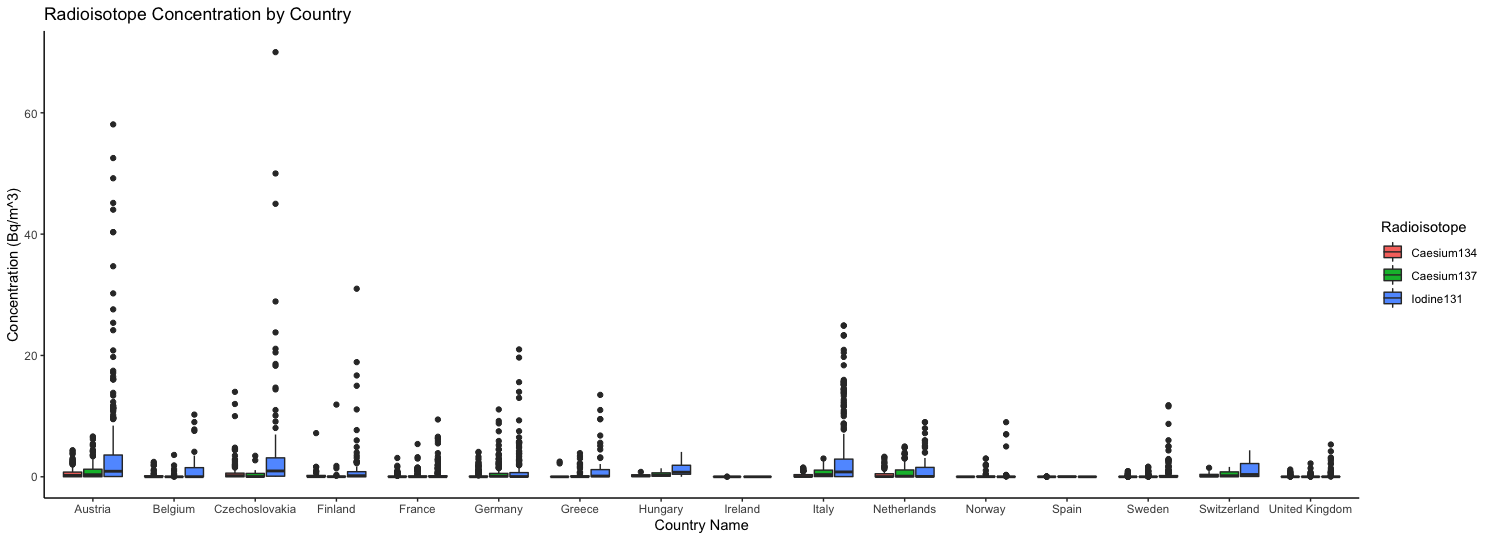 Radioisotope Concentration by Country
Concentration (Bq/m^3)
60
40
20
0
Austria Belgium Czechoslovakia Finland France Germany Greece Hungary Ireland Italy Netherlands Norway Spain Sweden Switzerland United Kingdom
Country Name
Radioisotope
Caesium134
Caesium137
Iodine131